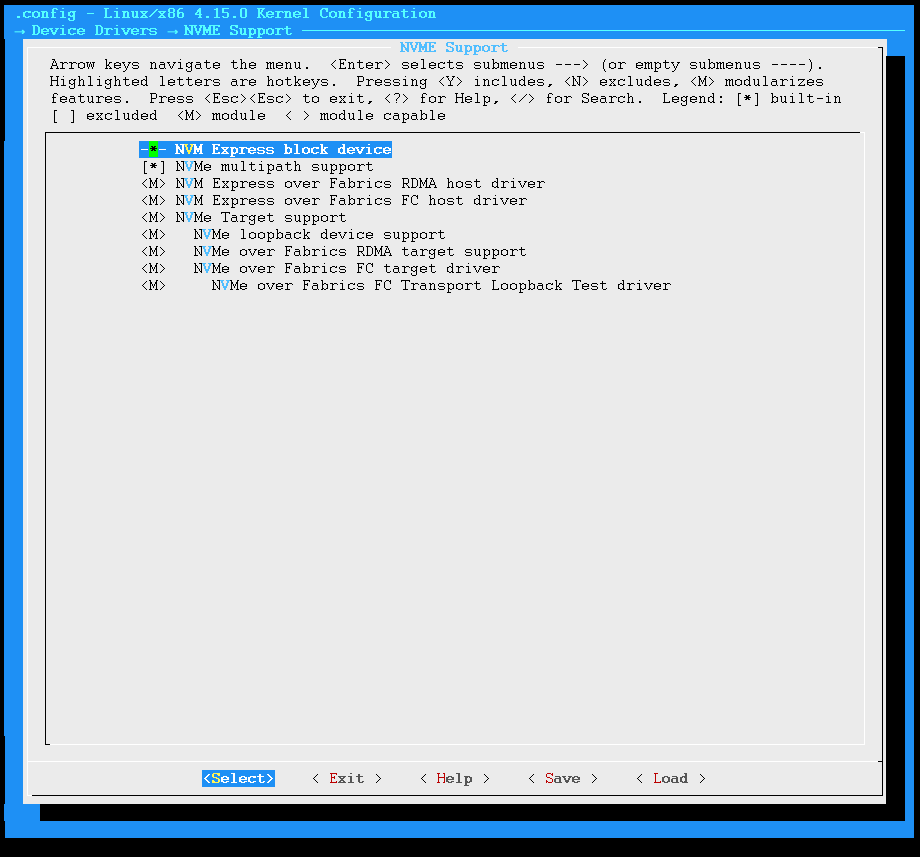 .config - Linux/x86 4.15.0 Kernel Configuration
→ Device Drivers → NVME Support
NVME Support
Arrow keys navigate the menu.  <Enter> selects submenus ---> (or empty submenus ----).
Highlighted letters are hotkeys.  Pressing <Y> includes, <N> excludes, <M> modularizes
features.  Press <Esc><Esc> to exit, <?> for Help, </> for Search.  Legend: [*] built-in
[ ] excluded  <M> module  < > module capable
-*- NVM Express block device
[*] NVMe multipath support
<M> NVM Express over Fabrics RDMA host driver
<M> NVM Express over Fabrics FC host driver
<M> NVMe Target support
<M>   NVMe loopback device support
<M>   NVMe over Fabrics RDMA target support
<M>   NVMe over Fabrics FC target driver
<M>     NVMe over Fabrics FC Transport Loopback Test driver
<Select>    < Exit >    < Help >    < Save >    < Load >